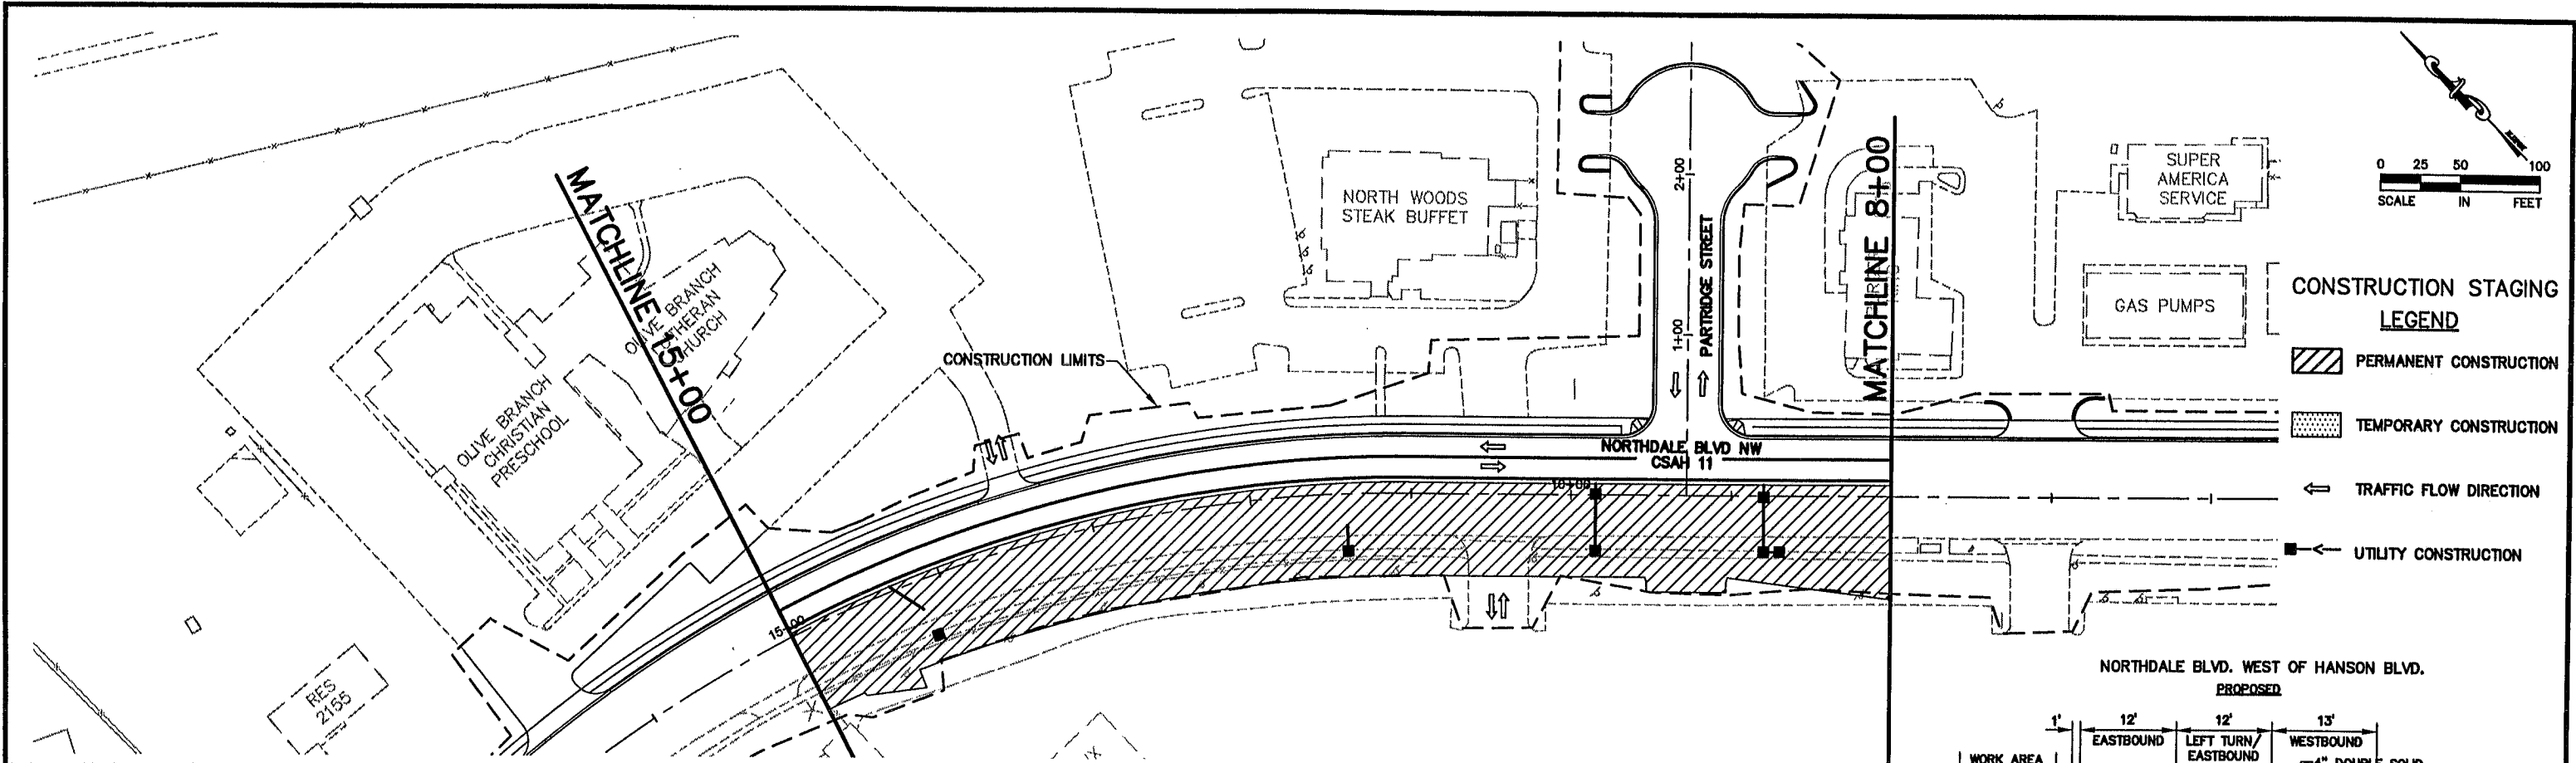 MATCHLINE 15+00
OLIVE BRANCH
CHURCH
OLIVE BRANCH
CHRISTIAN
PRESCHOOL
RES
2155
15+00
CONSTRUCTION LIMITS
NORTH WOODS
STEAK BUFFET
2+00
1+00
PARTRIDGE STREET
NORTHDALE BLVD NW
CSAH 11
10+00
MATCHLINE 8+00
SUPER
AMERICA
SERVICE
GAS PUMPS
0 25 50 100
SCALE IN FEET
CONSTRUCTION STAGING
LEGEND
PERMANENT CONSTRUCTION
TEMPORARY CONSTRUCTION
TRAFFIC FLOW DIRECTION
UTILITY CONSTRUCTION
NORTHDALE BLVD. WEST OF HANSON BLVD.
PROPOSED
1' 12' 12' 13'
EASTBOUND LEFT TURN/ WESTBOUND
EASTBOUND
WORK AREA
4" DOUBLE SOLID